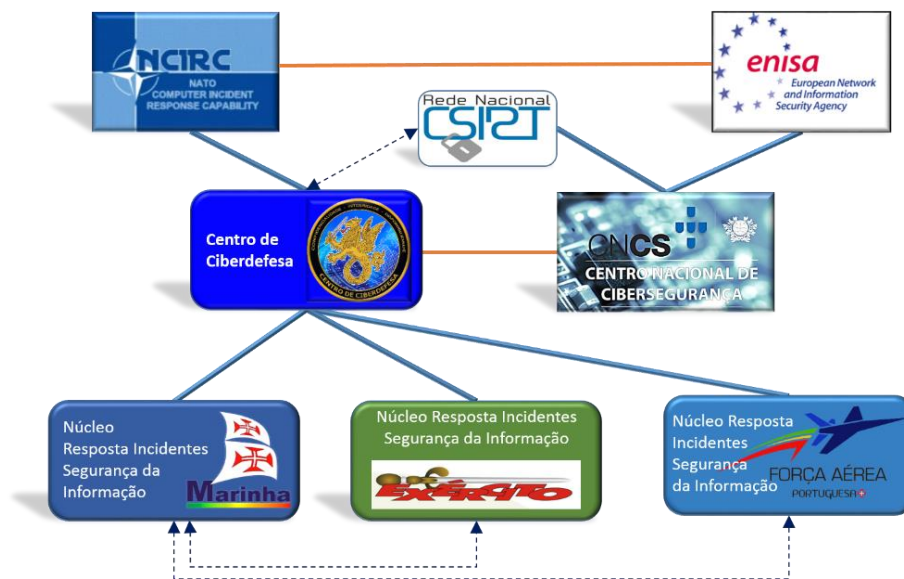 NCIRC
NATO
COMPUTER INCIDENT
RESPONSE CAPABILITY
enisa
European Network
and Information
Security Agency
Rede Nacional
CSIRT
Centro de
Ciberdefesa
CENTRO DE CIBERDEFESA
CNCS
CENTRO NACIONAL DE
CIBERSEGURANÇA
Núcleo
Resposta Incidentes
Segurança da
Informação
Marinha
Núcleo Resposta Incidentes
Segurança da Informação
EXÉRCITO
Núcleo Resposta
Incidentes
Segurança
da Informação
FORÇA AÉREA
PORTUGUESA